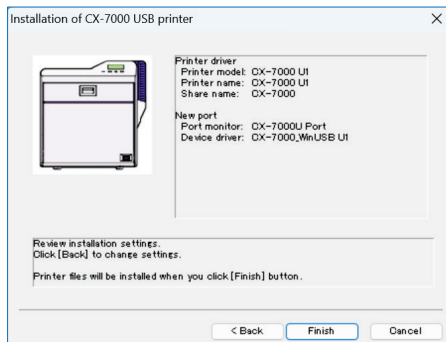 Installation of CX-7000 USB printer
Printer driver
Printer model: CX-7000 U1
Printer name: CX-7000 U1
Share name: CX-7000
New port
Port monitor: CX-7000U Port
Device driver: CX-7000_WinUSB U1
Review installation settings.
Click [Back] to change settings.
Printer files will be installed when you click [Finish] button.
< Back Finish Cancel